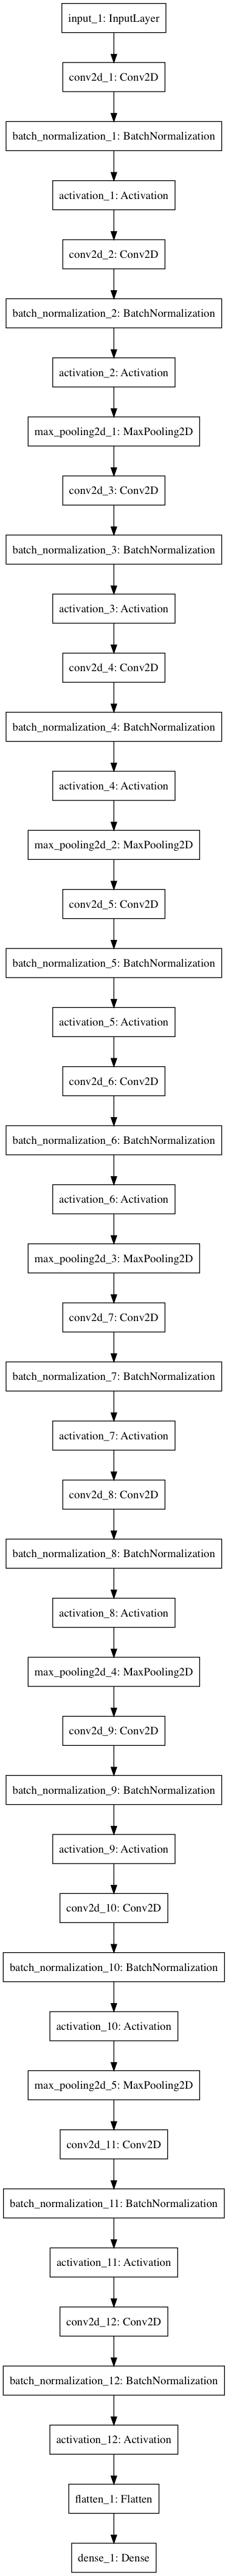 input_1: InputLayer
conv2d_1: Conv2D
batch_normalization_1: BatchNormalization
activation_1: Activation
conv2d_2: Conv2D
batch_normalization_2: BatchNormalization
activation_2: Activation
max_pooling2d_1: MaxPooling2D
conv2d_3: Conv2D
batch_normalization_3: BatchNormalization
activation_3: Activation
conv2d_4: Conv2D
batch_normalization_4: BatchNormalization
activation_4: Activation
max_pooling2d_2: MaxPooling2D
conv2d_5: Conv2D
batch_normalization_5: BatchNormalization
activation_5: Activation
conv2d_6: Conv2D
batch_normalization_6: BatchNormalization
activation_6: Activation
max_pooling2d_3: MaxPooling2D
conv2d_7: Conv2D
batch_normalization_7: BatchNormalization
activation_7: Activation
conv2d_8: Conv2D
batch_normalization_8: BatchNormalization
activation_8: Activation
max_pooling2d_4: MaxPooling2D
conv2d_9: Conv2D
batch_normalization_9: BatchNormalization
activation_9: Activation
conv2d_10: Conv2D
batch_normalization_10: BatchNormalization
activation_10: Activation
max_pooling2d_5: MaxPooling2D
conv2d_11: Conv2D
batch_normalization_11: BatchNormalization
activation_11: Activation
conv2d_12: Conv2D
batch_normalization_12: BatchNormalization
activation_12: Activation
flatten_1: Flatten
dense_1: Dense